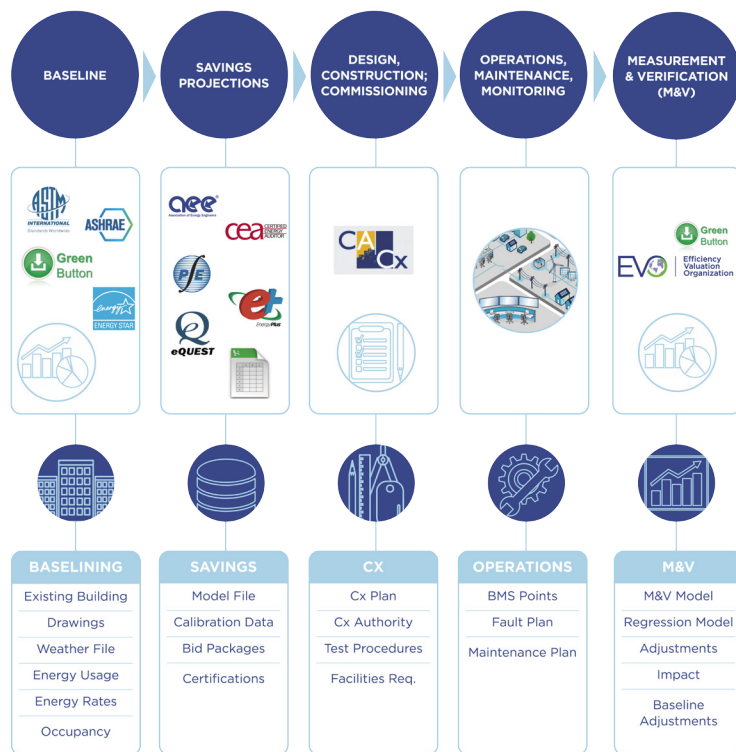 BASELINE
SAVINGS
PROJECTIONS
DESIGN,
CONSTRUCTION;
COMMISSIONING
OPERATIONS,
MAINTENANCE,
MONITORING
MEASUREMENT
& VERIFICATION
(M&V)
ASTM
INTERNATIONAL
Standards Worldwide
ASHRAE
Green
Button
energy
ENERGY STAR
aee
Association of Energy Engineers
cea
CERTIFIED
ENERGY
AUDITOR
e+
EnergyPlus
eQUEST
CACx
Green
Button
EVO
Efficiency
Valuation
Organization
BASELINING
Existing Building
Drawings
Weather File
Energy Usage
Energy Rates
Occupancy
SAVINGS
Model File
Calibration Data
Bid Packages
Certifications
CX
Cx Plan
Cx Authority
Test Procedures
Facilities Req.
OPERATIONS
BMS Points
Fault Plan
Maintenance Plan
M&V
M&V Model
Regression Model
Adjustments
Impact
Baseline
Adjustments